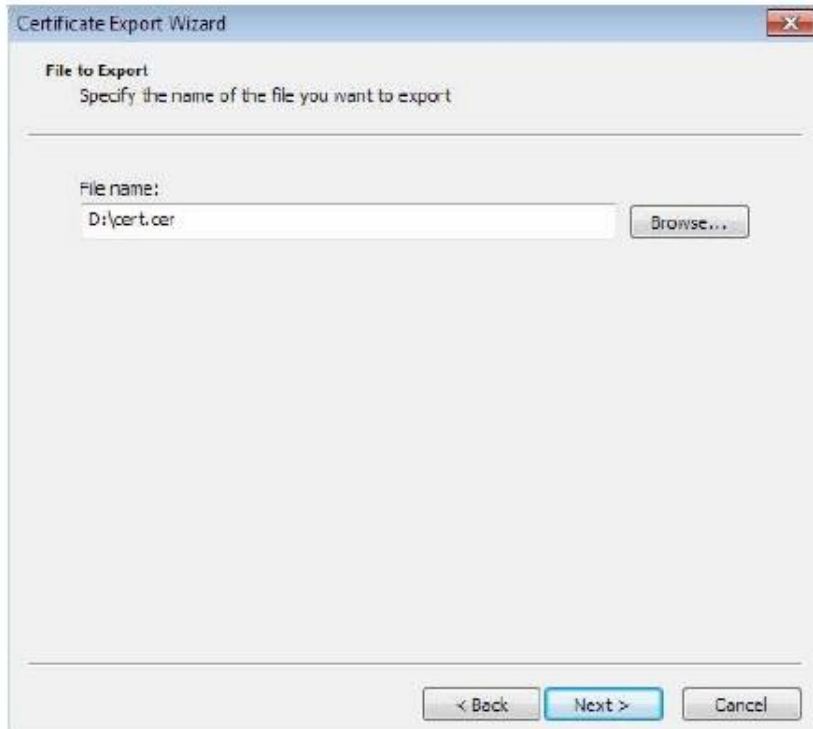 Certificate Export Wizard
File to Export
Specify the name of the file you want to export
File name:
D:\cert.cer
Browse...
< Back
Next >
Cancel